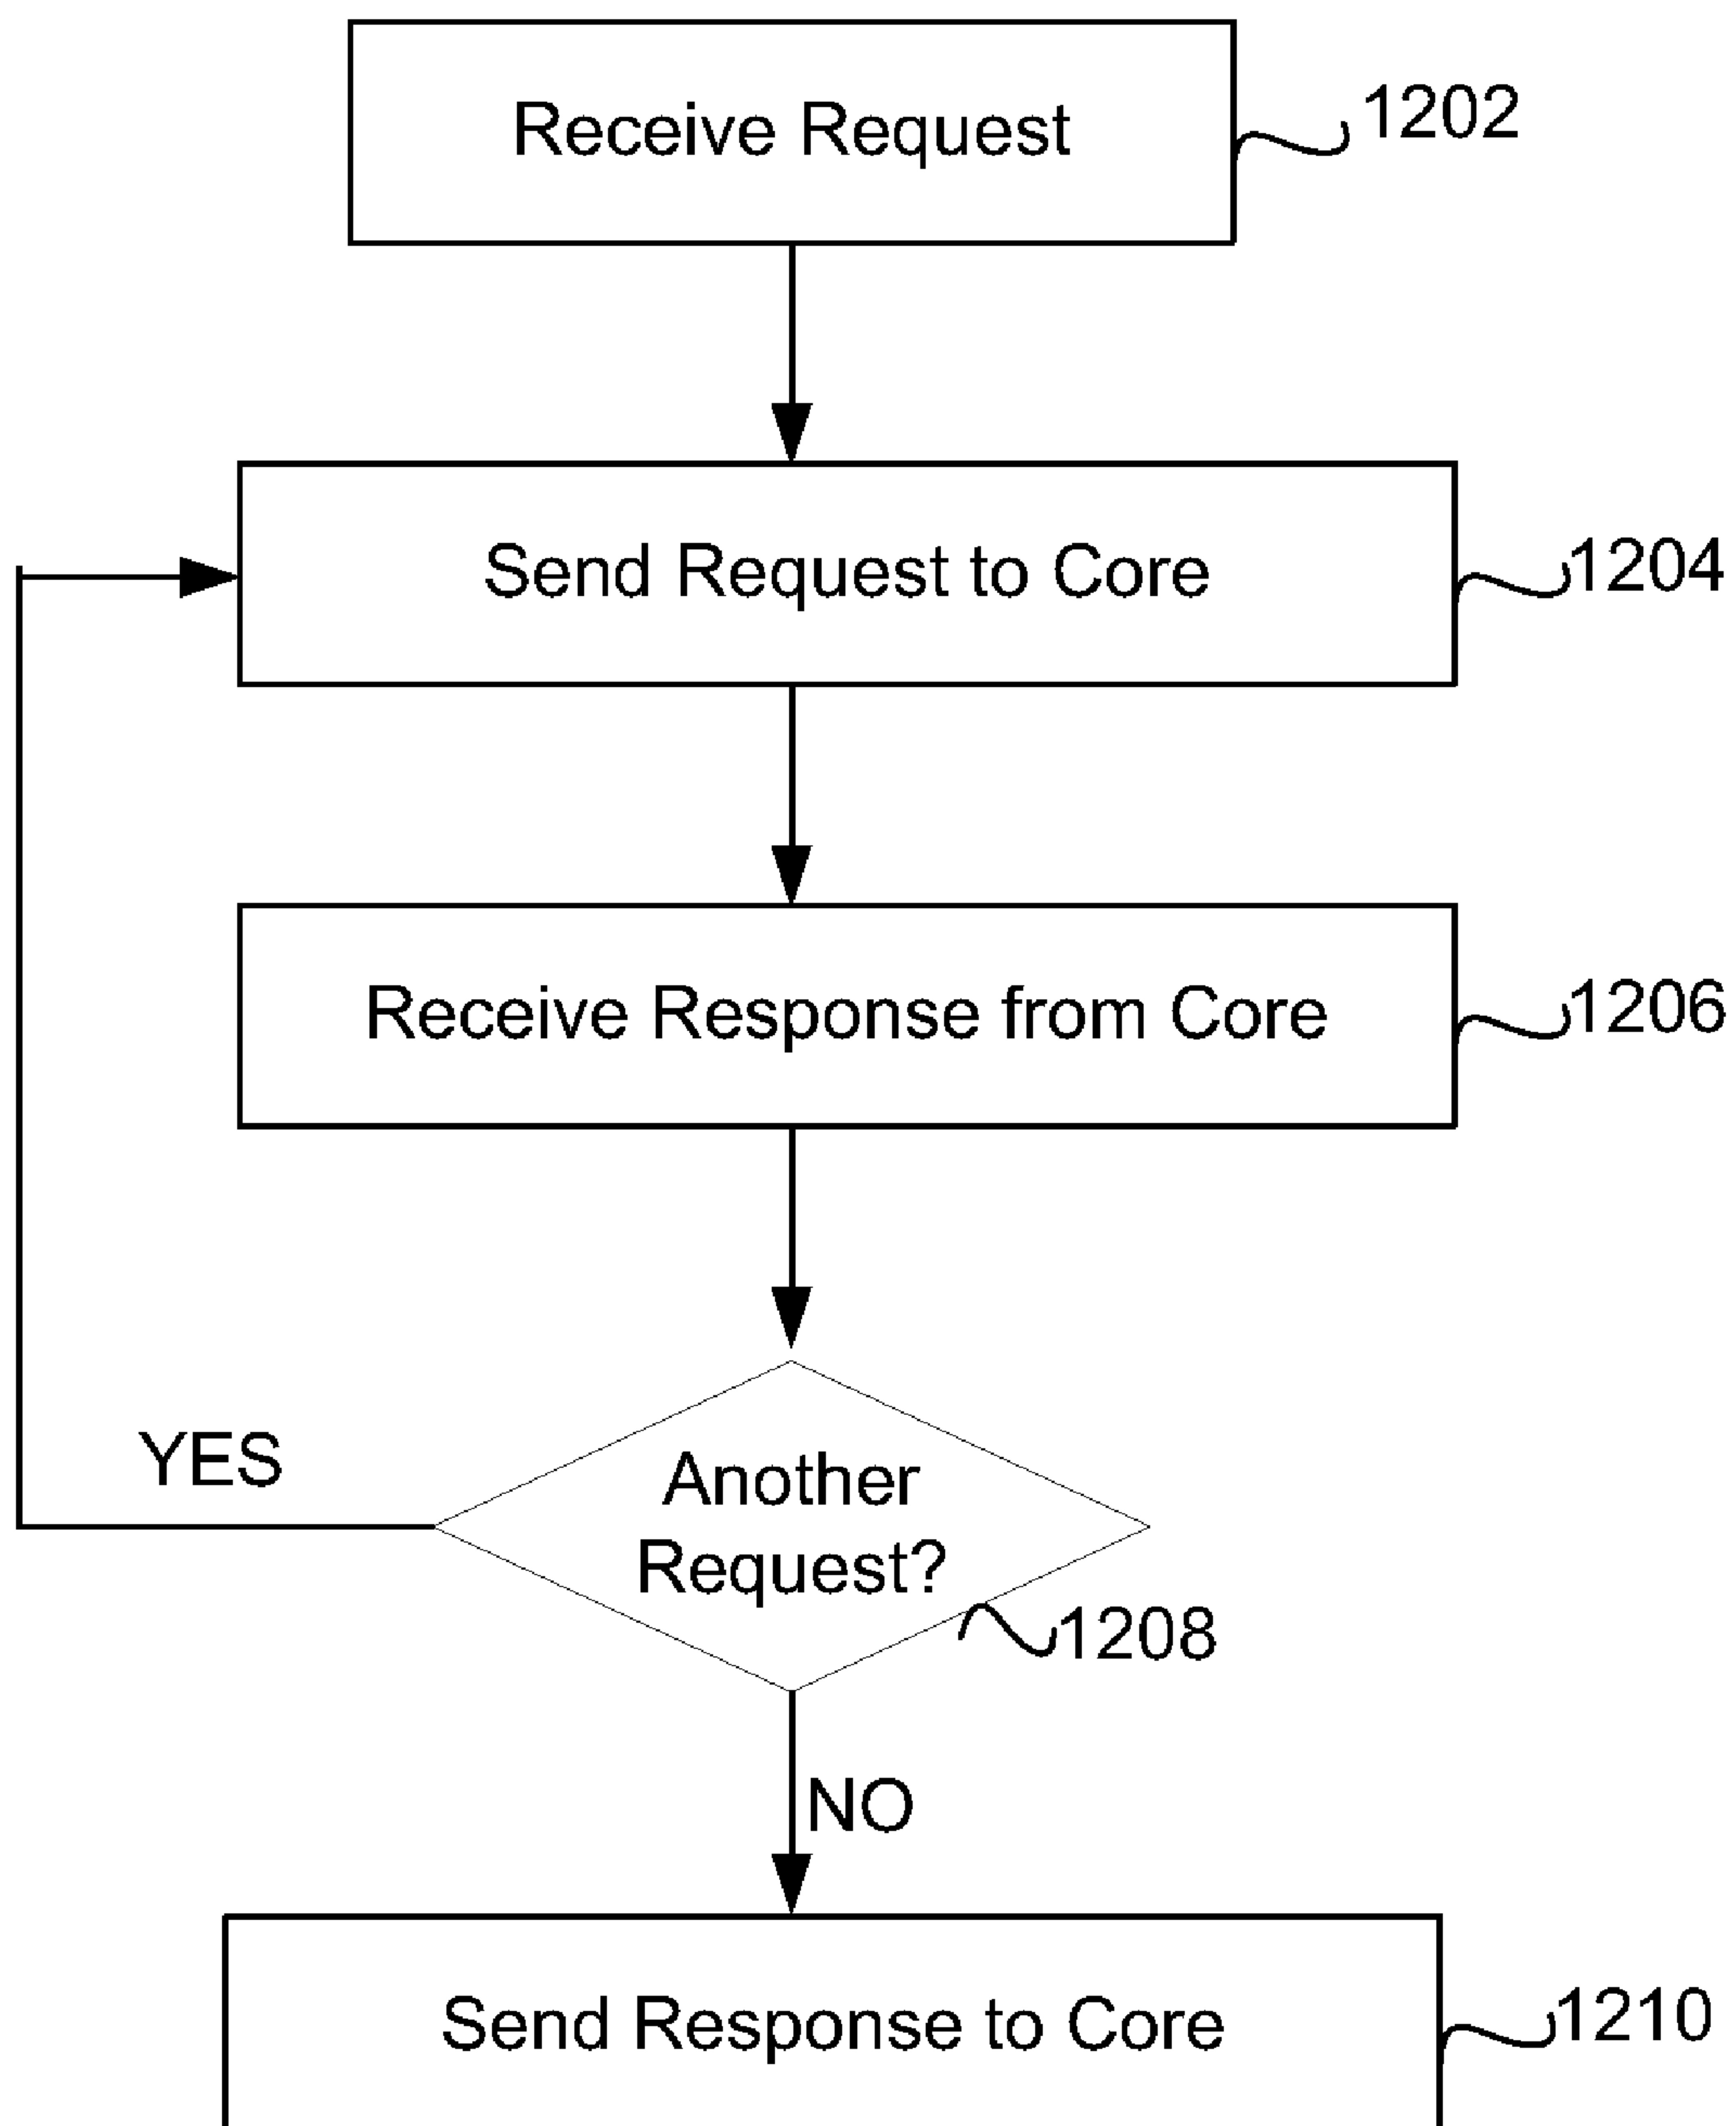 Receive Request
1202
Send Request to Core
1204
Receive Response from Core
1206
YES
Another
Request?
1208
NO
Send Response to Core
1210